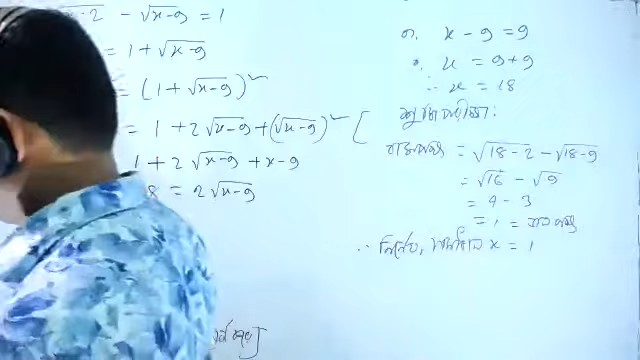 √x-2 - √x-9 = 1
= 1 + √x-9
= (1 + √x-9)²
= 1 + 2√x-9 + (√x-9)² [
1 + 2√x-9 + x-9
8 = 2√x-9
বা, x - 9 = 9
x = 9+9
∴ x = 18
শুদ্ধি পরীক্ষা:
বামপক্ষ = √18-2 - √18-9
= √16 - √9
= 4 - 3
= 1 = ডানপক্ষ
∴ নির্ণেয়, সমাধান x = 1